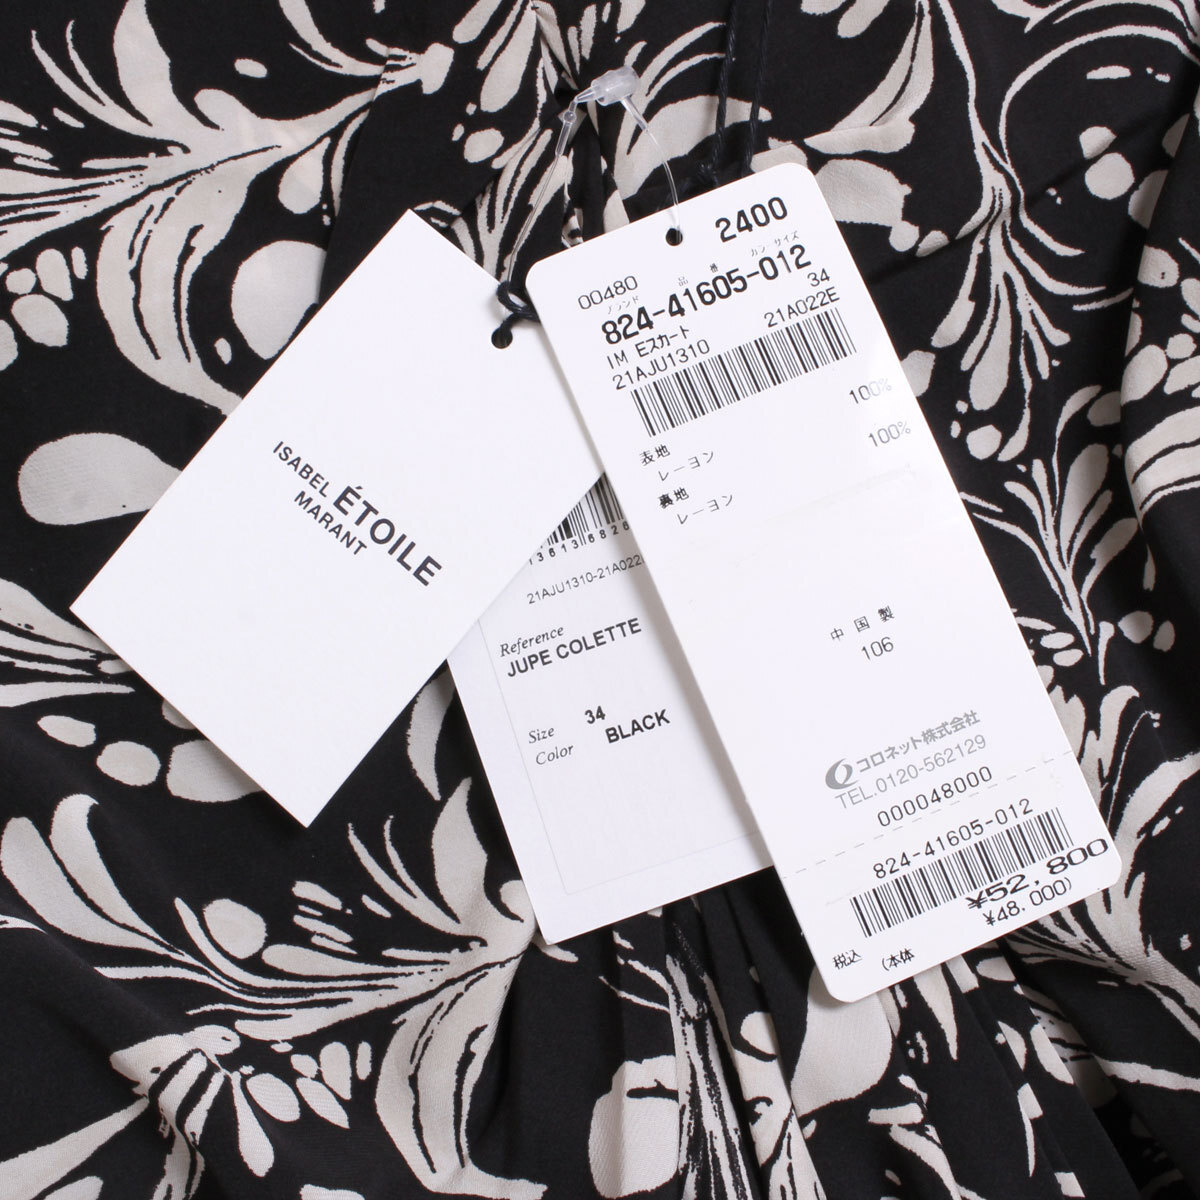 ISABEL
MARANT
ÉTOILE
13613682
21AJU1310-21A022
Reference
JUPE COLETTE
Size 34
Color BLACK
2400
00480
ブランド 品 番 カラー サイズ
824-41605-012 34
IM Eスカート
21AJU1310 21A022E
表地
レーヨン 100%
裏地
レーヨン 100%
中国製
106
コロネット株式会社
TEL.0120-562129
000048000
824-41605-012
¥52,800
¥48,000)
税込 (本体